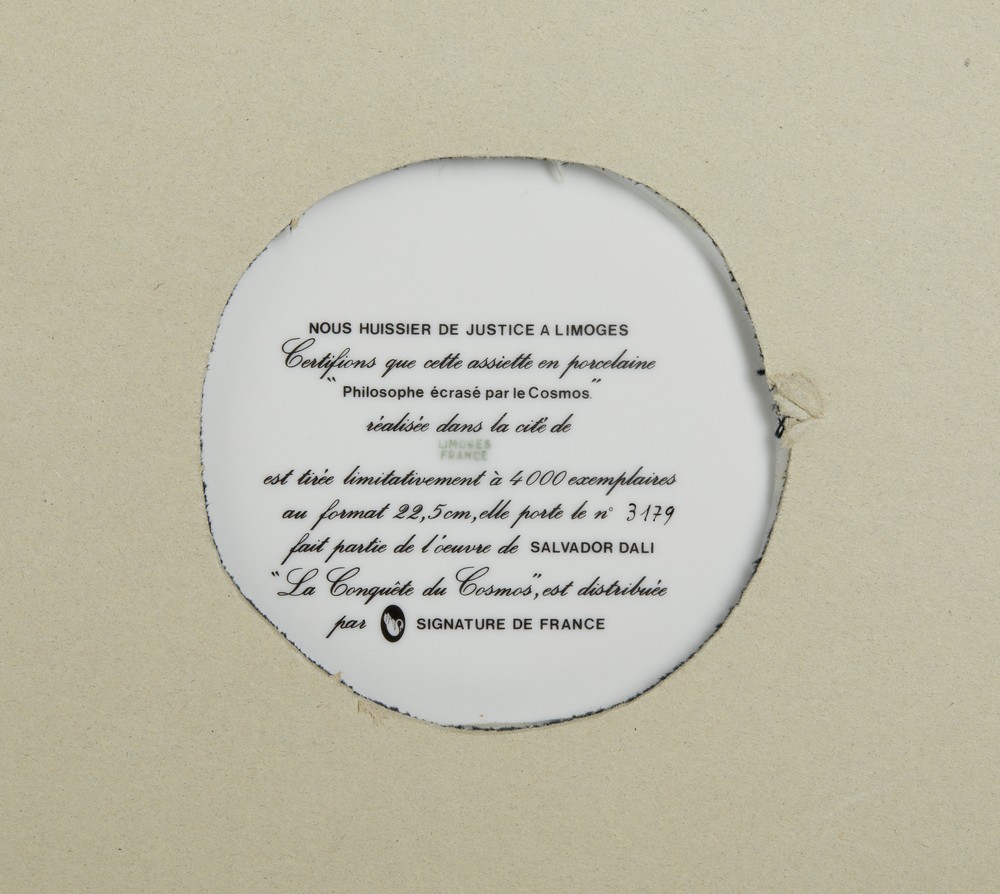 NOUS HUISSIER DE JUSTICE A LIMOGES
Certifions que cette assiette en porcelaine
"Philosophe écrasé par le Cosmos."
réalisée dans la cité de
LIMOGES
FRANCE
est tirée limitativement à 4000 exemplaires
au format 22,5cm, elle porte le n° 3179
fait partie de l'oeuvre de SALVADOR DALI
"La Conquête du Cosmos", est distribuée
par SIGNATURE DE FRANCE